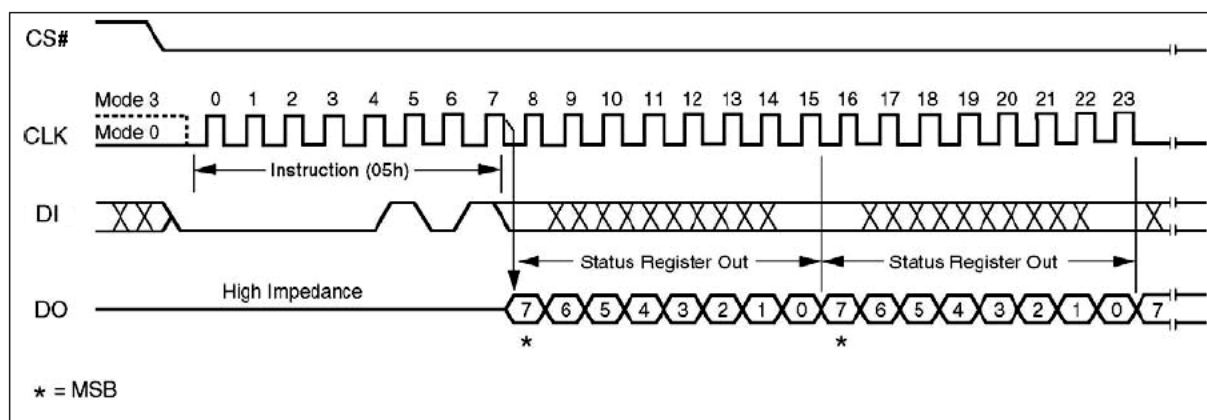 CS#
Mode 3 0 1 2 3 4 5 6 7 8 9 10 11 12 13 14 15 16 17 18 19 20 21 22 23
CLK Mode 0
Instruction (05h)
DI
Status Register Out Status Register Out
High Impedance
DO 7 6 5 4 3 2 1 0 7 6 5 4 3 2 1 0 7
* *
* = MSB